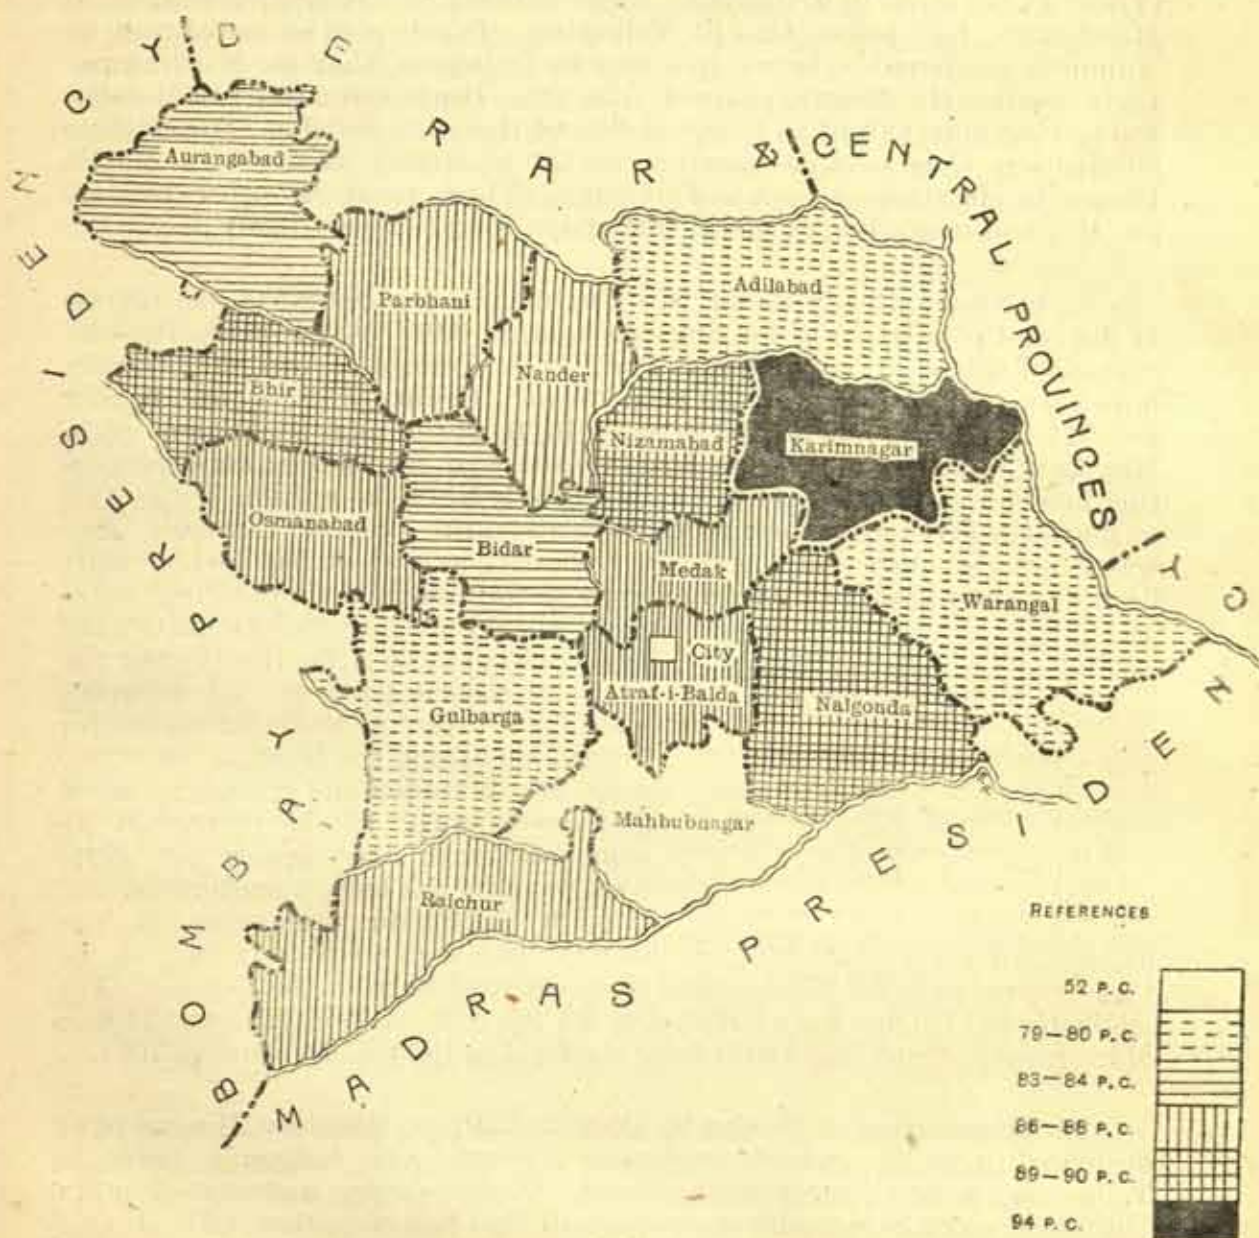 BOMBAY PRESIDENCY
BERAR & CENTRAL PROVINCES
MADRAS PRESIDENCY
Aurangabad
Parbhani
Adilabad
Nander
Bhir
Nizamabad
Karimnagar
Osmanabad
Bidar
Medak
Warangal
City
Atraf-i-Balda
Nalgonda
Gulbarga
Mahbubnagar
Raichur
REFERENCES
52 P.C.
79–80 P.C.
83–84 P.C.
86–88 P.C.
89–90 P.C.
94 P.C.